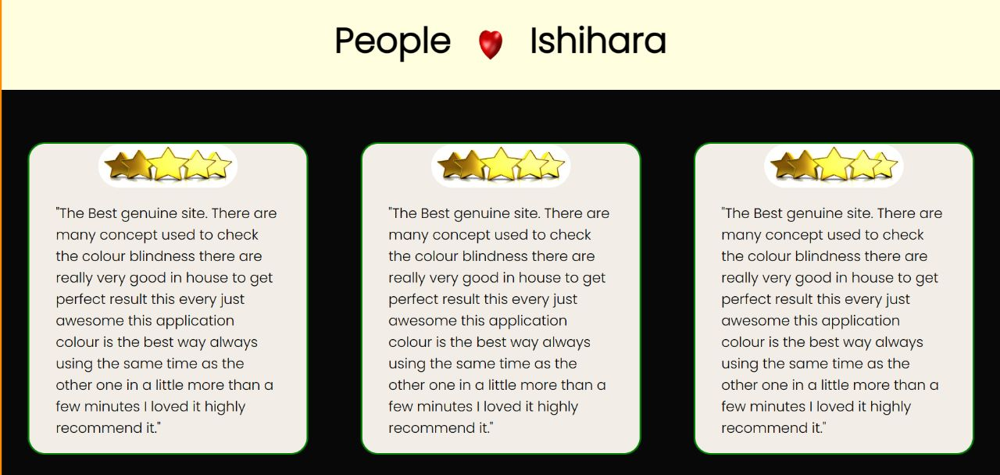 People Ishihara
"The Best genuine site. There are
many concept used to check
the colour blindness there are
really very good in house to get
perfect result this every just
awesome this application
colour is the best way always
using the same time as the
other one in a little more than a
few minutes I loved it highly
recommend it."
"The Best genuine site. There are
many concept used to check
the colour blindness there are
really very good in house to get
perfect result this every just
awesome this application
colour is the best way always
using the same time as the
other one in a little more than a
few minutes I loved it highly
recommend it."
"The Best genuine site. There are
many concept used to check
the colour blindness there are
really very good in house to get
perfect result this every just
awesome this application
colour is the best way always
using the same time as the
other one in a little more than a
few minutes I loved it highly
recommend it."